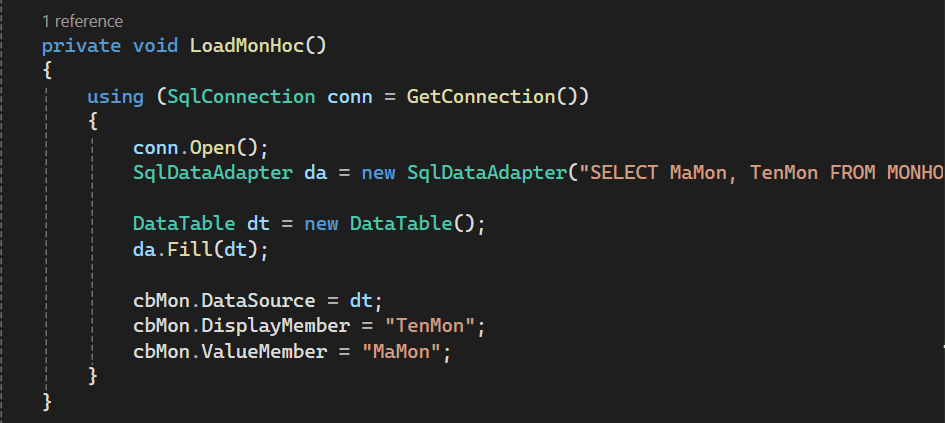 1 reference
private void LoadMonHoc()
{
using (SqlConnection conn = GetConnection())
{
conn.Open();
SqlDataAdapter da = new SqlDataAdapter("SELECT MaMon, TenMon FROM MONHO
DataTable dt = new DataTable();
da.Fill(dt);
cbMon.DataSource = dt;
cbMon.DisplayMember = "TenMon";
cbMon.ValueMember = "MaMon";
}
}